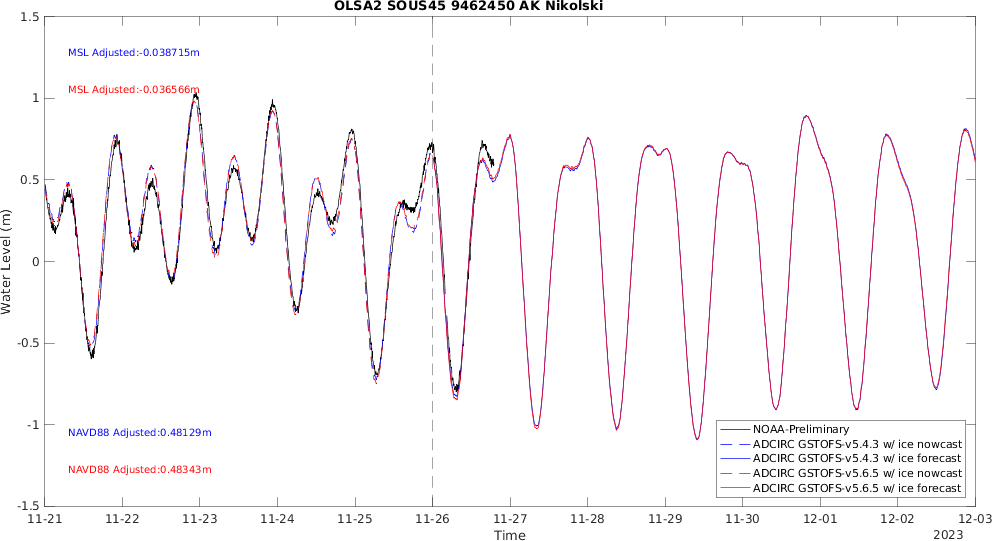 OLSA2 SOUS45 9462450 AK Nikolski
1.5
1
0.5
0
-0.5
-1
-1.5
Water Level (m)
MSL Adjusted:-0.038715m
MSL Adjusted:-0.036566m
NAVD88 Adjusted:0.48129m
NAVD88 Adjusted:0.48343m
NOAA-Preliminary
ADCIRC GSTOFS-v5.4.3 w/ ice nowcast
ADCIRC GSTOFS-v5.4.3 w/ ice forecast
ADCIRC GSTOFS-v5.6.5 w/ ice nowcast
ADCIRC GSTOFS-v5.6.5 w/ ice forecast
11-21 11-22 11-23 11-24 11-25 11-26 11-27 11-28 11-29 11-30 12-01 12-02 12-03
Time
2023